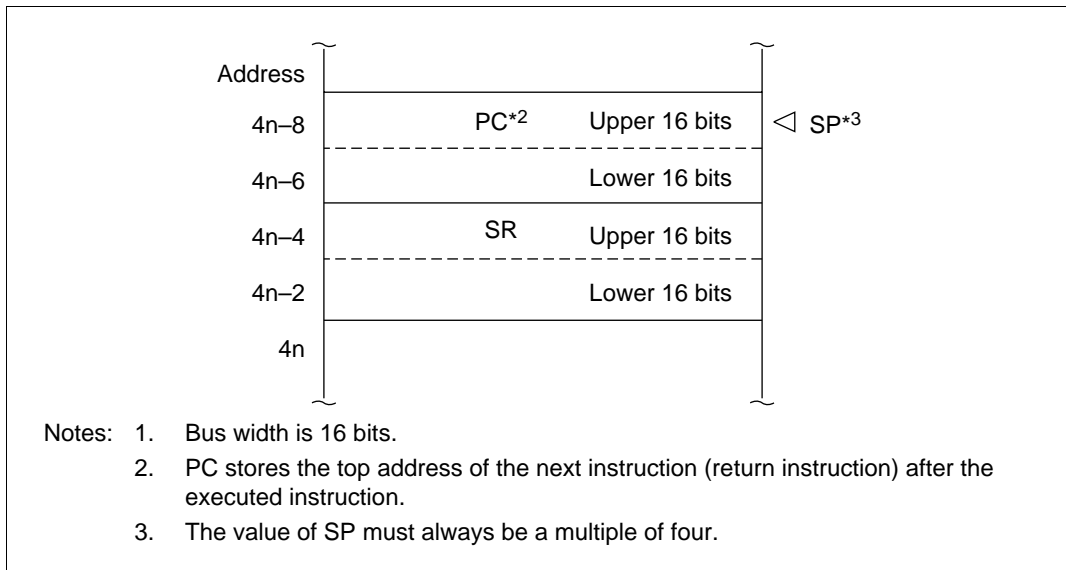 Address
4n–8 PC*2 Upper 16 bits ◁ SP*3
4n–6 Lower 16 bits
4n–4 SR Upper 16 bits
4n–2 Lower 16 bits
4n
Notes: 1. Bus width is 16 bits.
2. PC stores the top address of the next instruction (return instruction) after the
executed instruction.
3. The value of SP must always be a multiple of four.